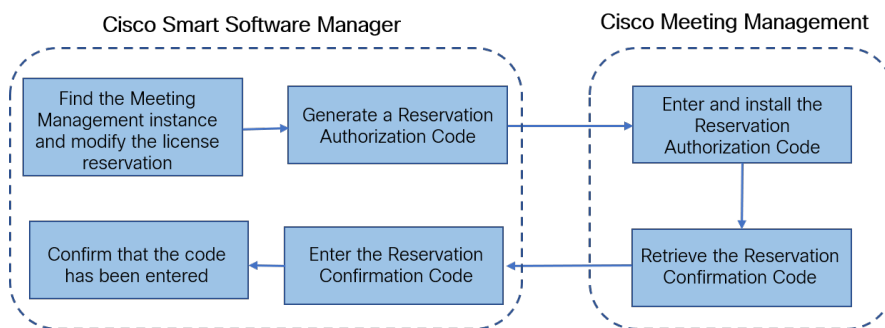 Cisco Smart Software Manager
Cisco Meeting Management
Find the Meeting
Management instance
and modify the license
reservation
Generate a Reservation
Authorization Code
Enter and install the
Reservation
Authorization Code
Confirm that the code
has been entered
Enter the Reservation
Confirmation Code
Retrieve the Reservation
Confirmation Code